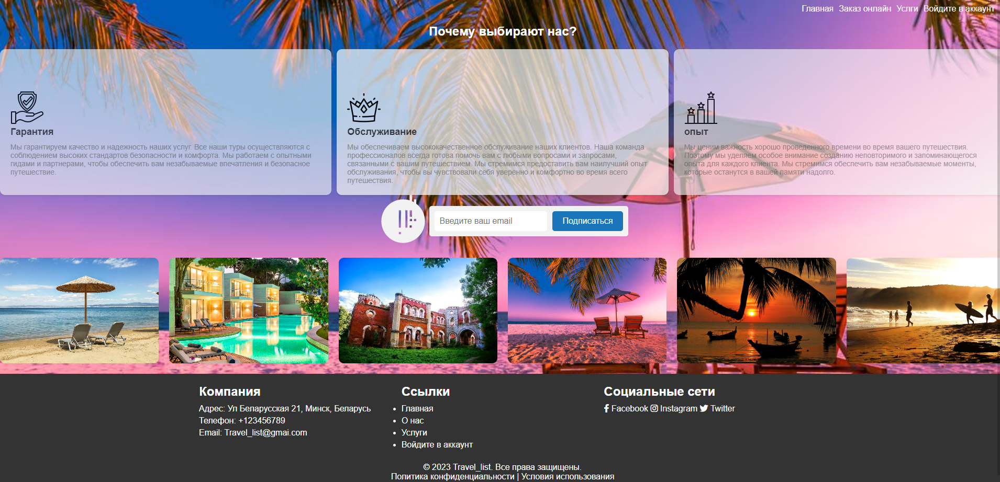 Главная Заказ онлайн Услги Войдите в аккаунт
Почему выбирают нас?
Гарантия
Мы гарантируем качество и надежность наших услуг. Все наши туры осуществляются с
соблюдением высоких стандартов безопасности и комфорта. Мы работаем с опытными
гидами и партнерами, чтобы обеспечить вам незабываемые впечатления и безопасное
путешествие.
Обслуживание
Мы обеспечиваем высококачественное обслуживание наших клиентов. Наша команда
профессионалов всегда готова помочь вам с любыми вопросами и запросами,
связанными с вашим путешествием. Мы стремимся предоставить вам наилучший опыт
обслуживания, чтобы вы чувствовали себя уверенно и комфортно во время всего
путешествия.
опыт
Мы ценим важность хорошо проведенного времени во время вашего путешествия.
Поэтому мы уделяем особое внимание созданию неповторимого и запоминающегося
опыта для каждого клиента. Мы стремимся обеспечить вам незабываемые моменты,
которые останутся в вашей памяти надолго.
Введите ваш email
Подписаться
Компания
Адрес: Ул Беларусская 21, Минск, Беларусь
Телефон: +123456789
Email: Travel_list@gmai.com
Ссылки
Главная
О нас
Услуги
Войдите в аккаунт
Социальные сети
Facebook Instagram Twitter
© 2023 Travel_list. Все права защищены.
Политика конфиденциальности | Условия использования